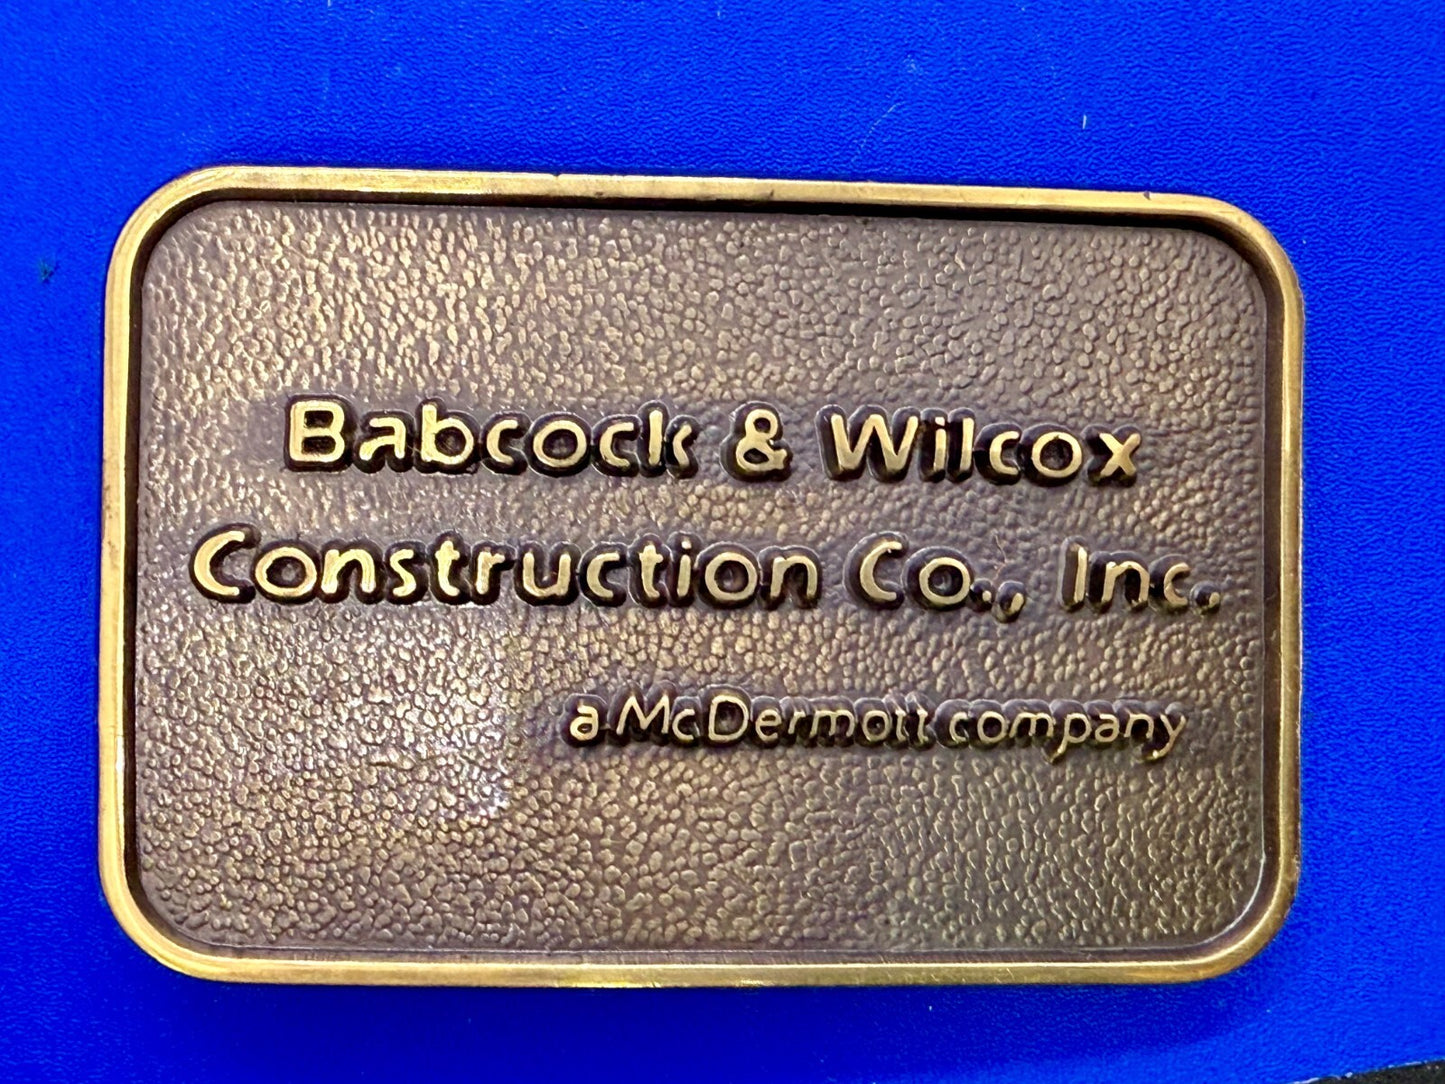 Babcock & Wilcox
Construction Co., Inc.
a McDermott company